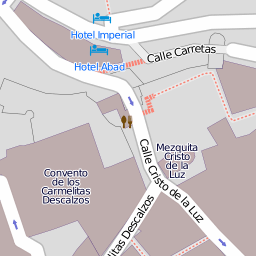 Hotel Imperial
Calle Carretas
Hotel Abad
Mezquita
Cristo
de la
Luz
Calle Cristo de la Luz
Convento
de los
Carmelitas
Descalzos
Descalzos